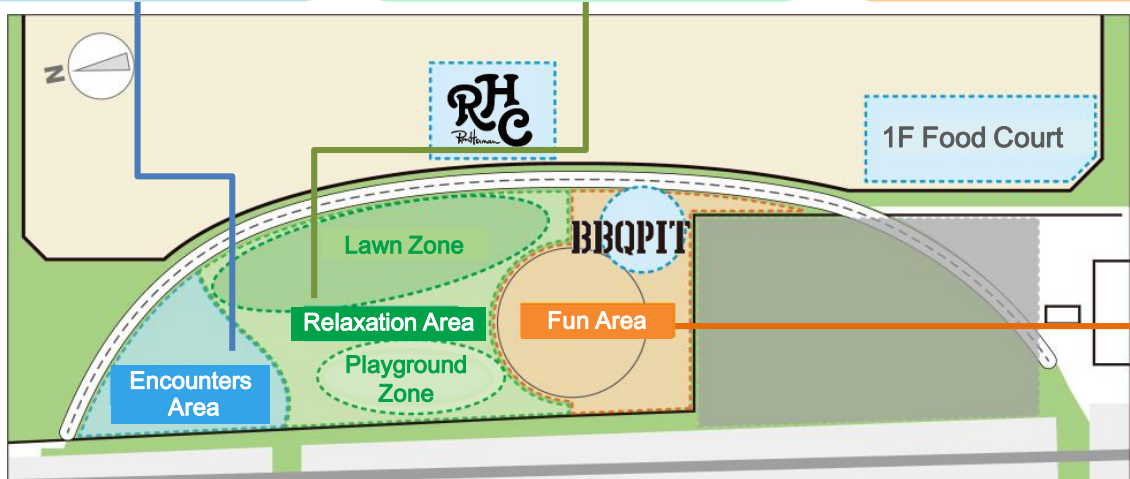 N
RHC
Ron Herman
1F Food Court
Lawn Zone
BBQPIT
Relaxation Area
Fun Area
Playground
Zone
Encounters
Area